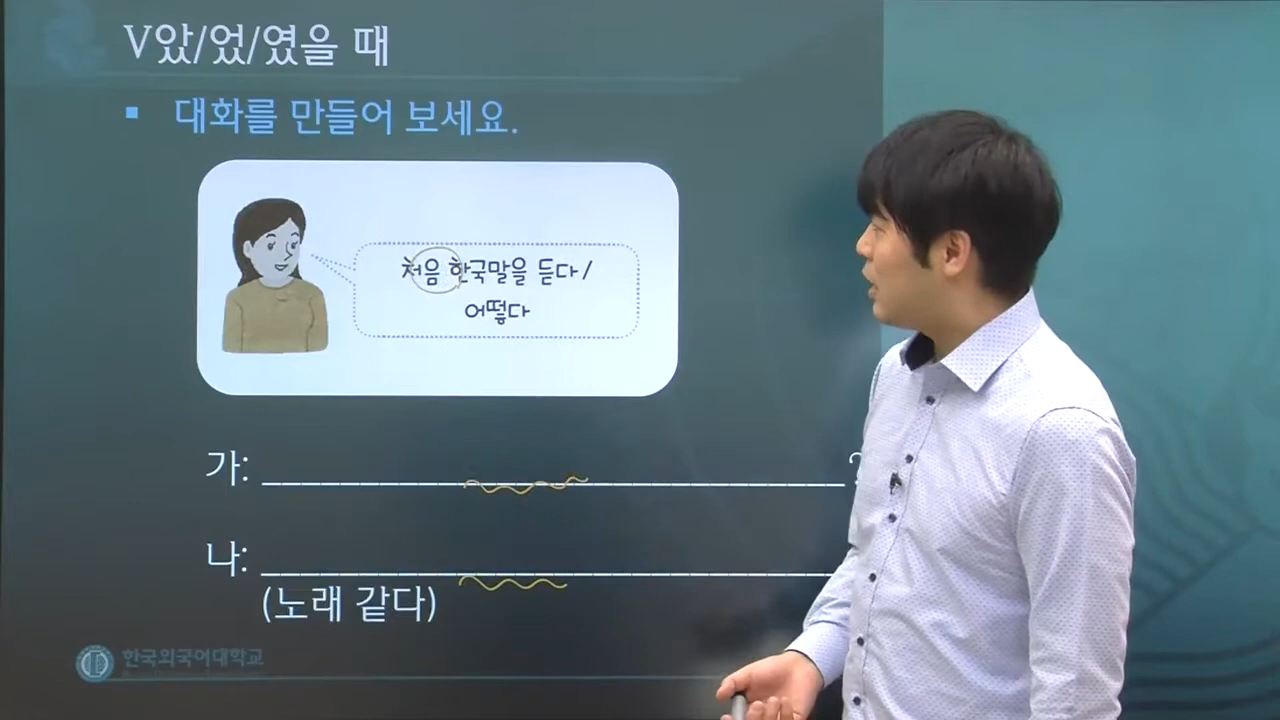 V았/었/였을 때
▪ 대화를 만들어 보세요.
처음 한국말을 듣다/
어떻다
가: ______________________________?
나: ______________________________
(노래 같다)
한국외국어대학교